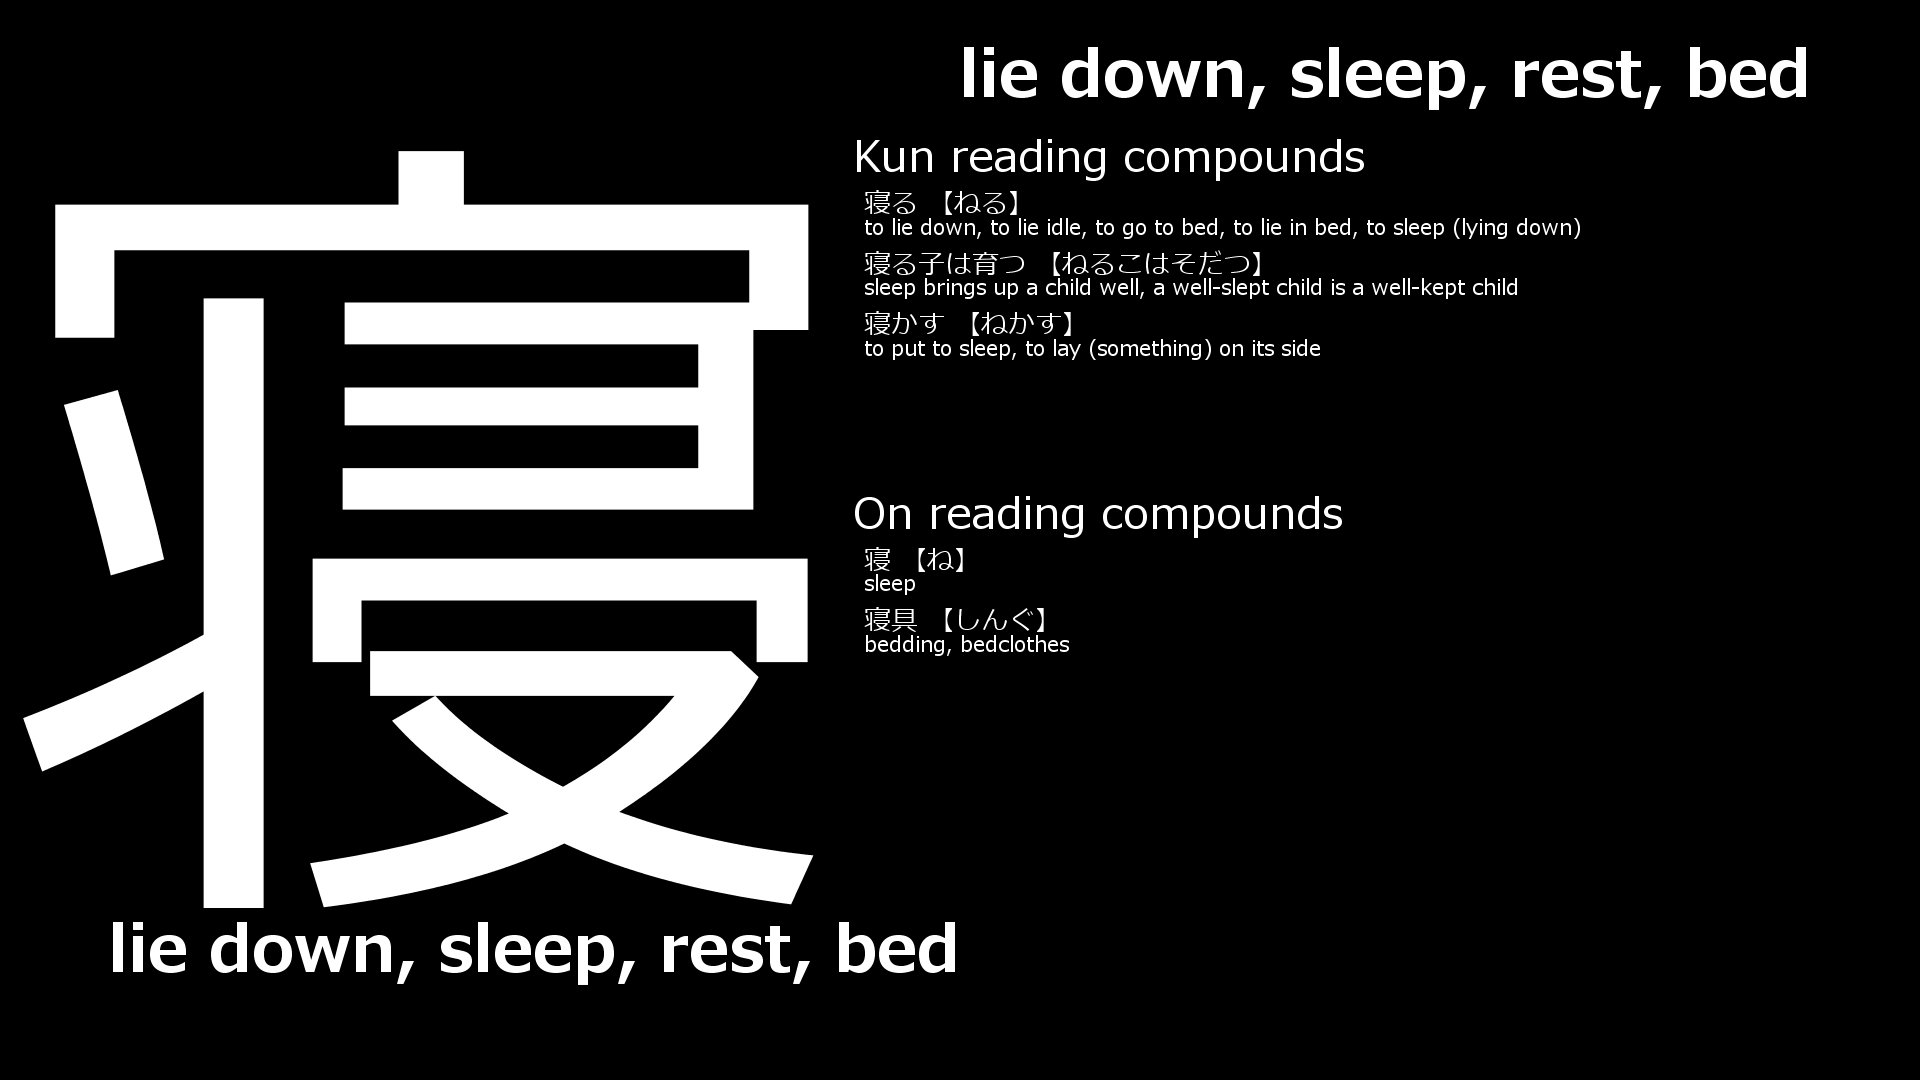 寝
lie down, sleep, rest, bed
lie down, sleep, rest, bed
Kun reading compounds
寝る 【ねる】
to lie down, to lie idle, to go to bed, to lie in bed, to sleep (lying down)
寝る子は育つ 【ねるこはそだつ】
sleep brings up a child well, a well-slept child is a well-kept child
寝かす 【ねかす】
to put to sleep, to lay (something) on its side
On reading compounds
寝 【ね】
sleep
寝具 【しんぐ】
bedding, bedclothes